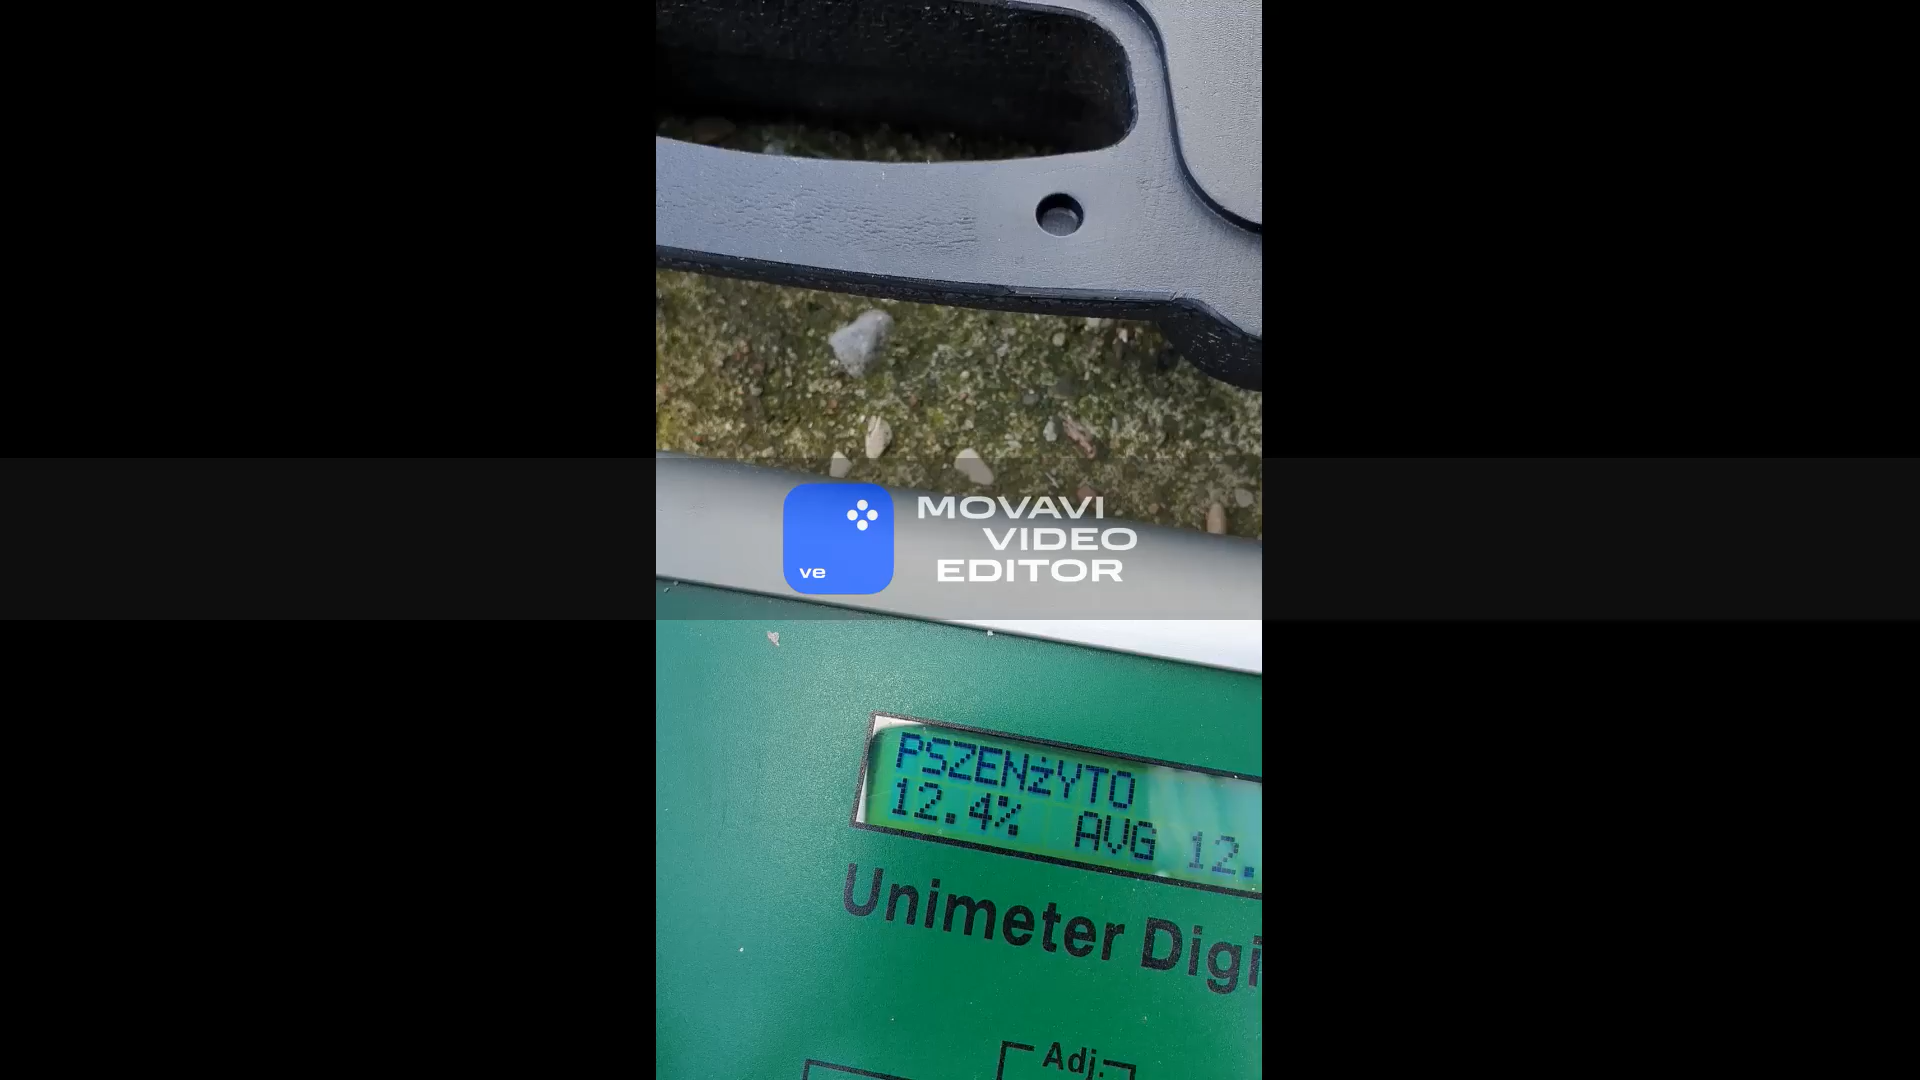 MOVAVI
VIDEO
EDITOR
ve
PSZENżYTO
12.4% AVG 12.
Unimeter Digi
Adj.